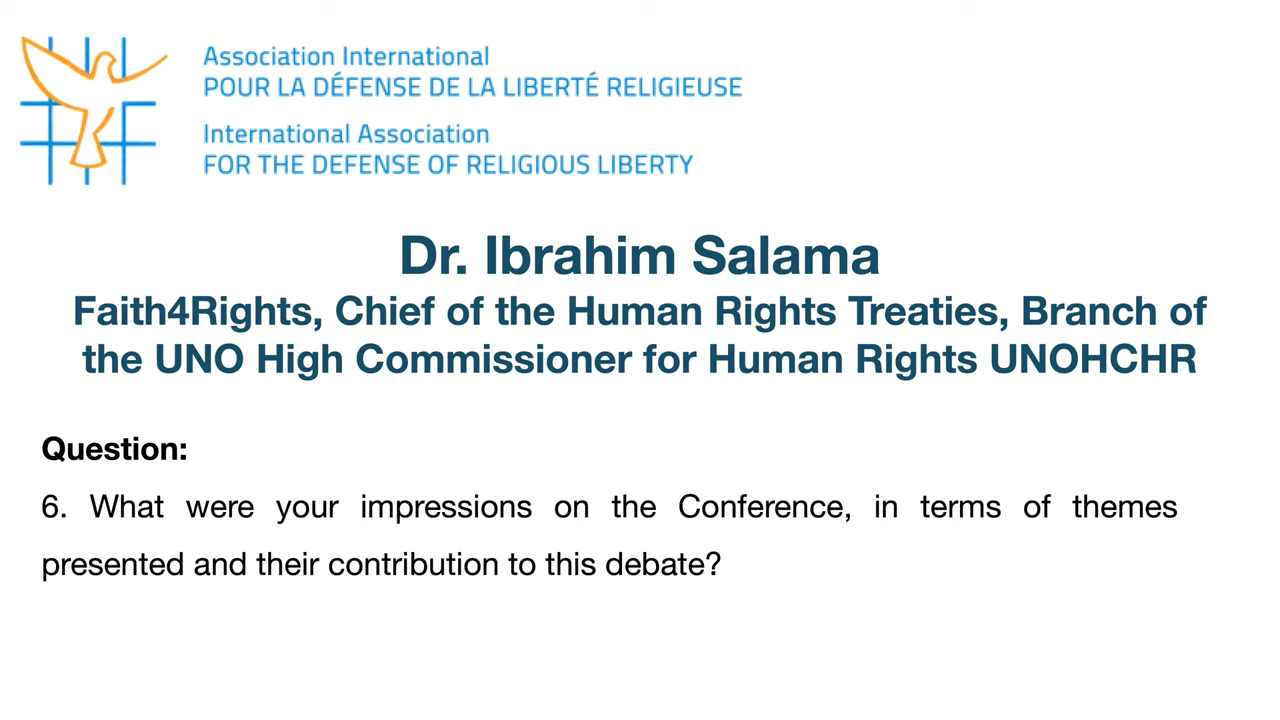 Association International
POUR LA DÉFENSE DE LA LIBERTÉ RELIGIEUSE
International Association
FOR THE DEFENSE OF RELIGIOUS LIBERTY
Dr. Ibrahim Salama
Faith4Rights, Chief of the Human Rights Treaties, Branch of
the UNO High Commissioner for Human Rights UNOHCHR
Question:
6. What were your impressions on the Conference, in terms of themes
presented and their contribution to this debate?